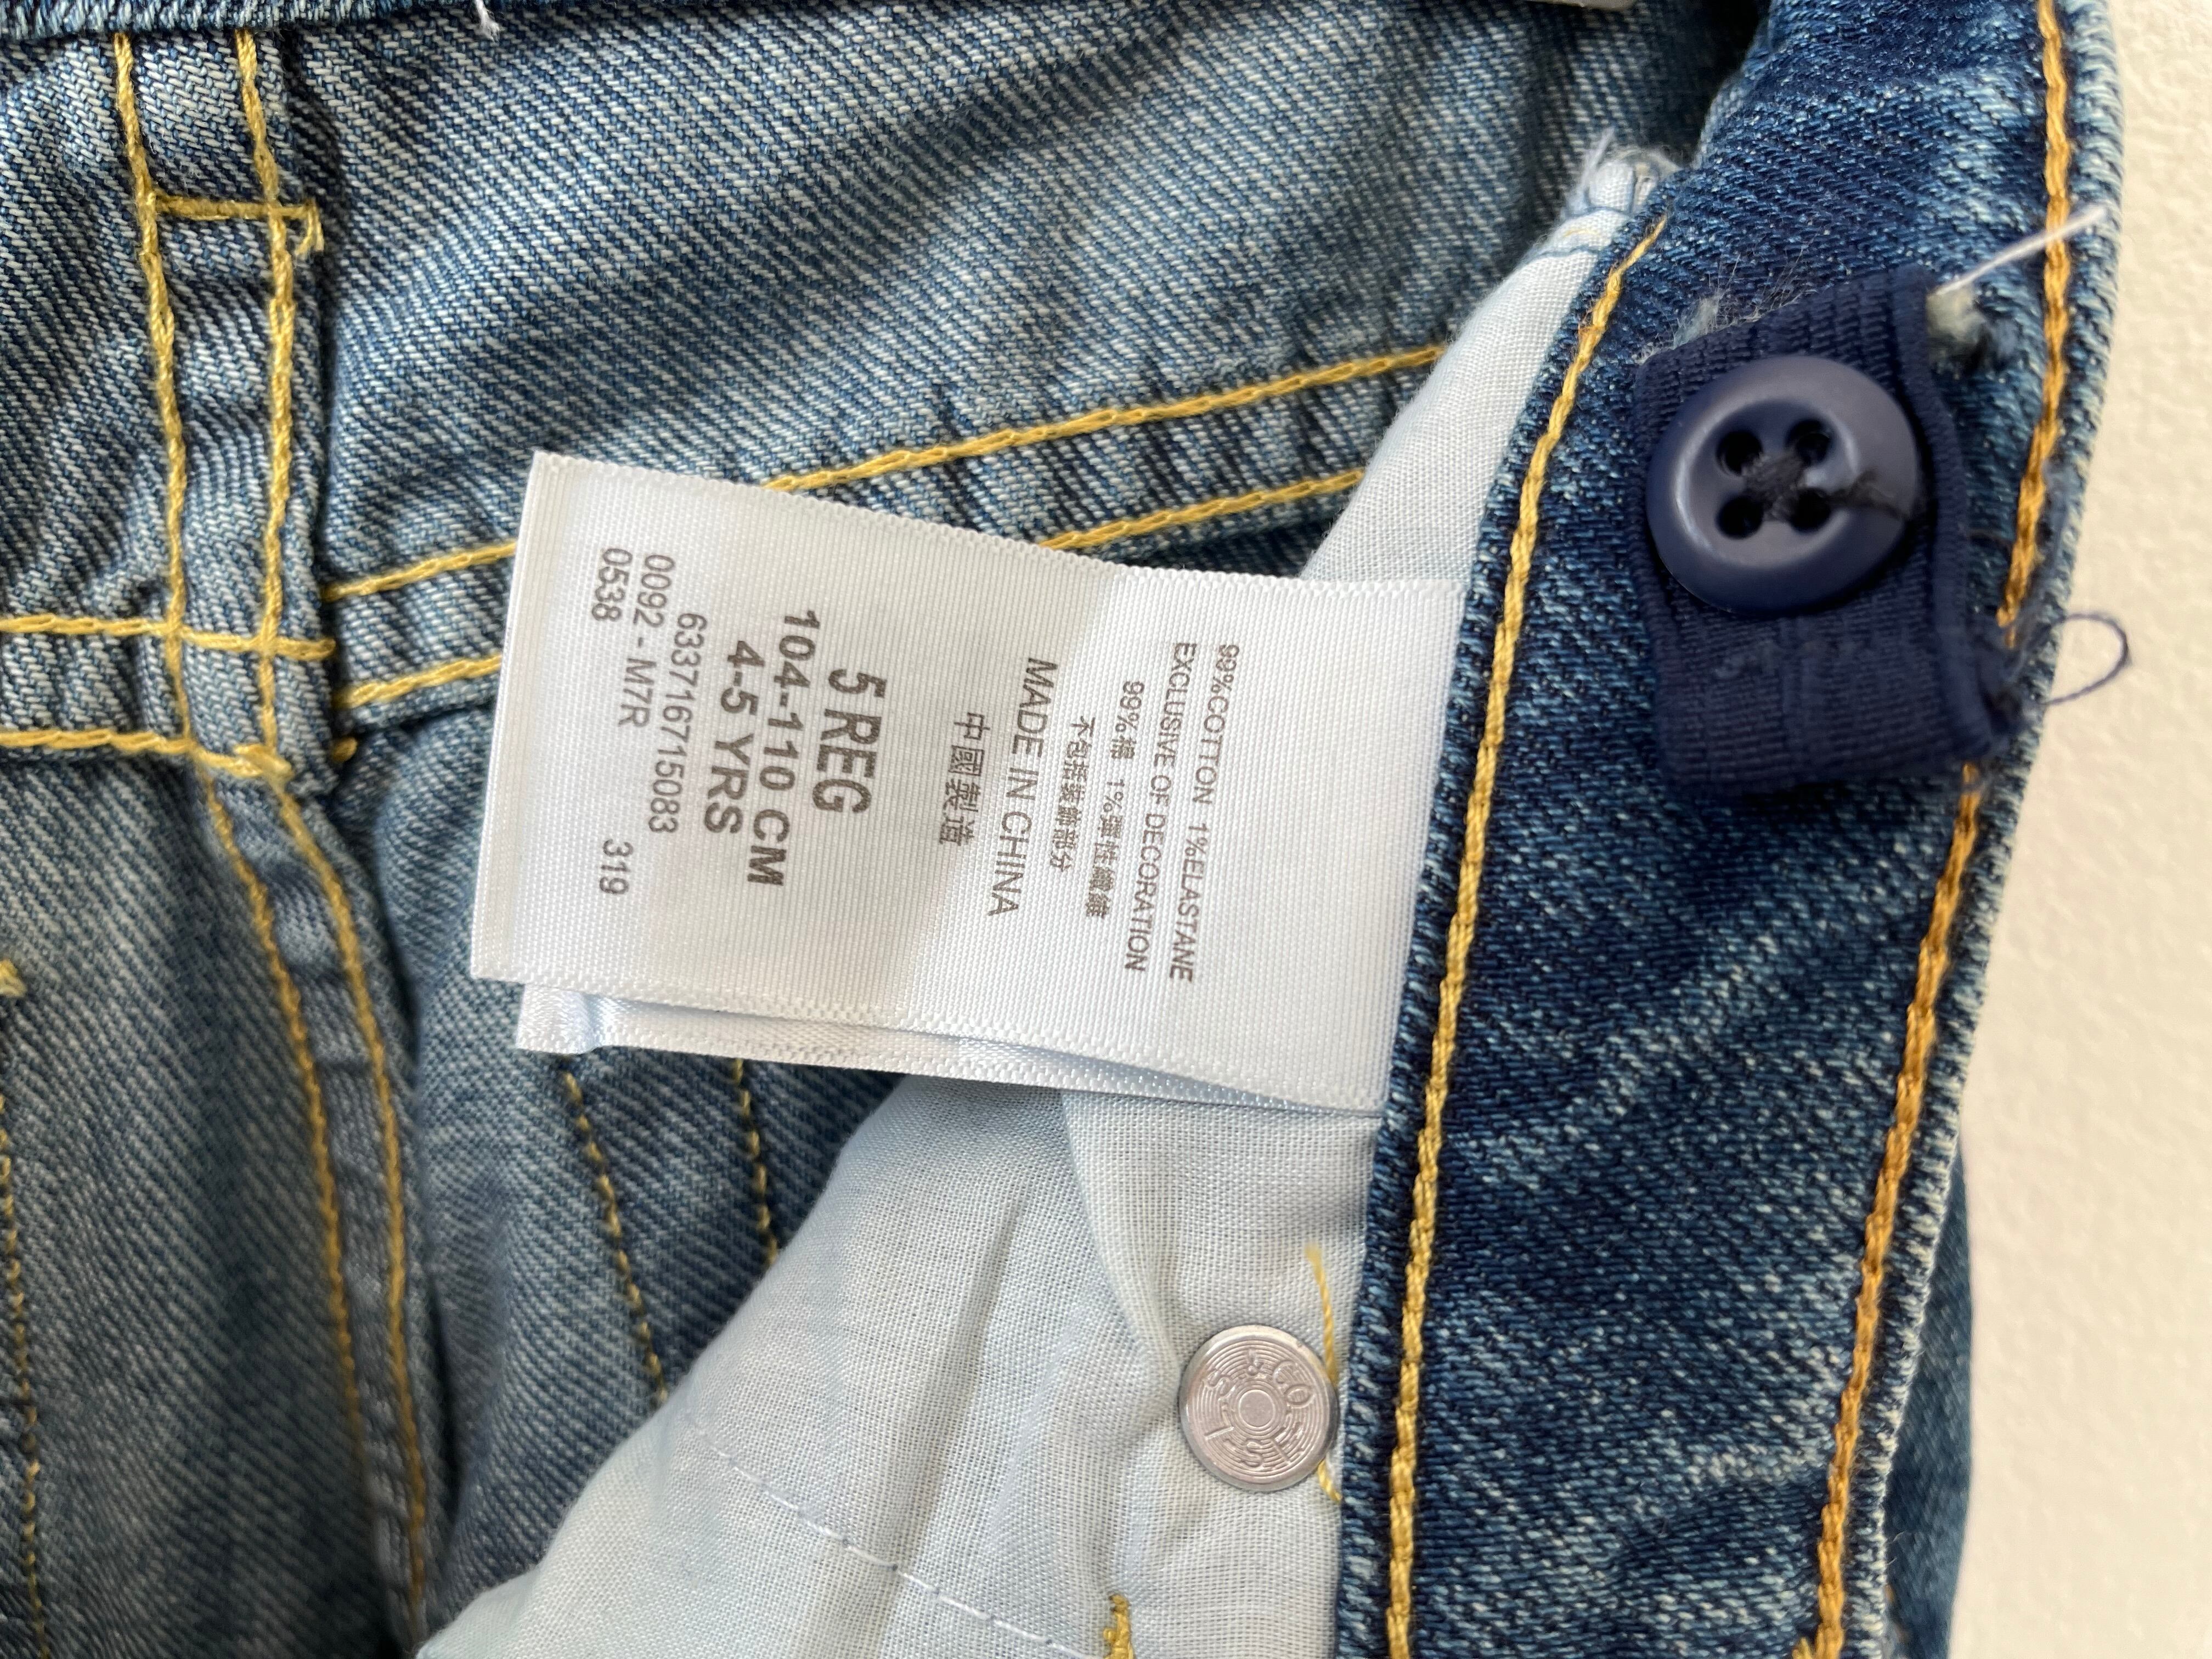 99%COTTON 1%ELASTANE
EXCLUSIVE OF DECORATION
99%棉 1%彈性纖維
不包括裝飾部分
MADE IN CHINA
中國製造
5 REG
104-110 CM
4-5 YRS
633716715083
0092 - M7R
0538 319
LS & CO